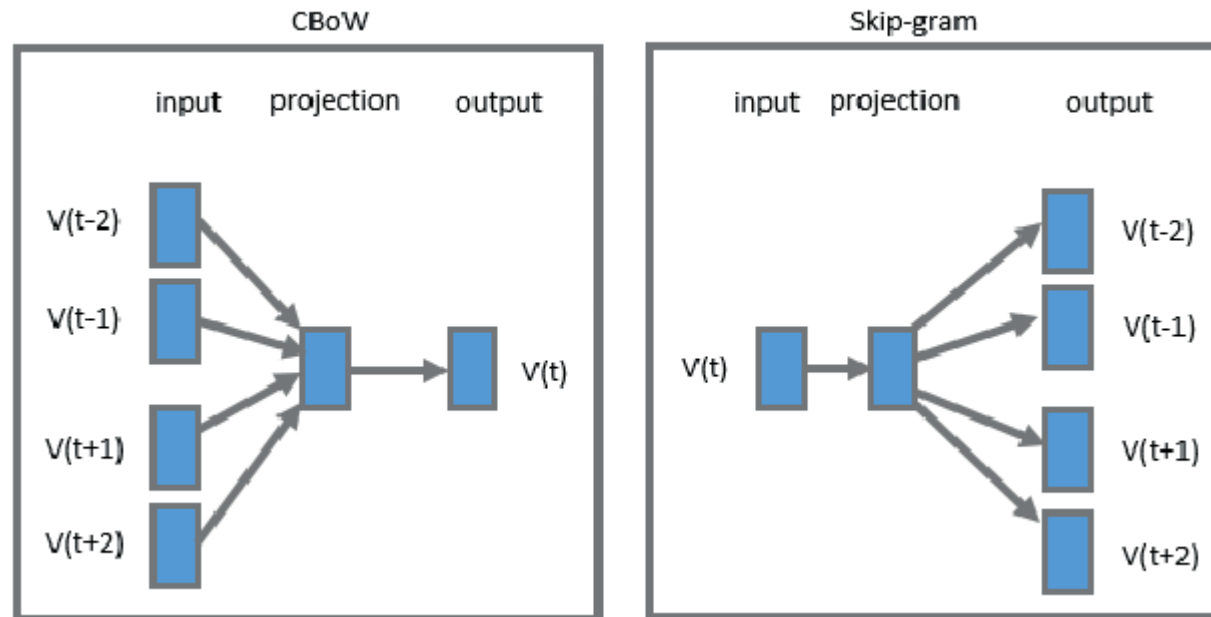 CBoW
input projection output
V(t-2)
V(t-1)
V(t)
V(t+1)
V(t+2)
Skip-gram
input projection output
V(t-2)
V(t-1)
V(t)
V(t+1)
V(t+2)